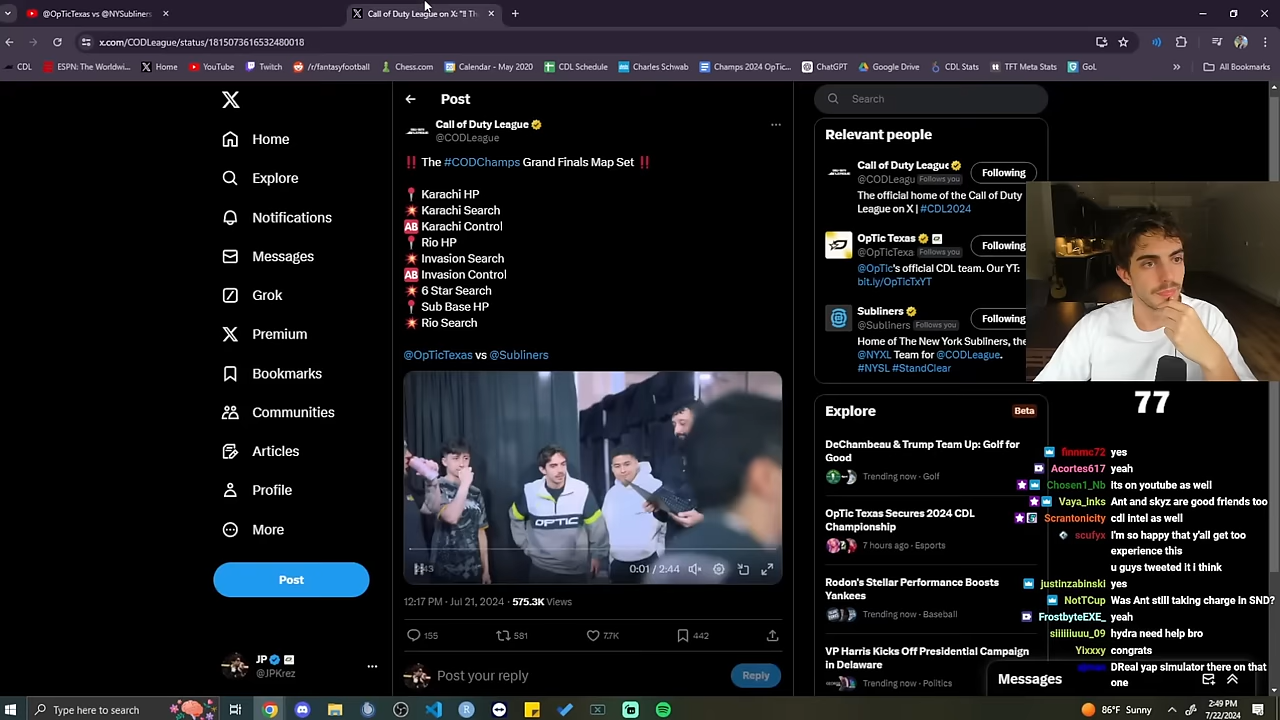 @OpTicTexas vs @NYSubliners
Call of Duty League on X: "‼ Th
x.com/CODLeague/status/1815073616532480018
CDL
ESPN: The Worldwi...
Home
YouTube
Twitch
/r/fantasyfootball
Chess.com
Calendar - May 2020
CDL Schedule
Charles Schwab
Champs 2024 OpTic...
ChatGPT
Google Drive
CDL Stats
TFT Meta Stats
GoL
All Bookmarks
Home
Explore
Notifications
Messages
Grok
Premium
Bookmarks
Communities
Articles
Profile
More
Post
JP
@JPKrez
Post
Call of Duty League
@CODLeague
‼ The #CODChamps Grand Finals Map Set ‼
📍 Karachi HP
💥 Karachi Search
🆎 Karachi Control
📍 Rio HP
💥 Invasion Search
🆎 Invasion Control
💥 6 Star Search
📍 Sub Base HP
💥 Rio Search
@OpTicTexas vs @Subliners
OPTIC
0:01 / 2:44
12:17 PM · Jul 21, 2024 · 575.3K Views
155
581
7.7K
442
Post your reply
Reply
Search
Relevant people
Call of Duty League
@CODLeagu Follows you
Following
The official home of the Call of Duty
League on X | #CDL2024
OpTic Texas
@OpTicTexa Follows you
Following
@OpTic's official CDL team. Our YT:
bit.ly/OpTicTxYT
Subliners
@Subliners Follows you
Following
Home of The New York Subliners, the
@NYXL Team for @CODLeague.
#NYSL #StandClear
Explore
Beta
DeChambeau & Trump Team Up: Golf for
Good
Trending now · Golf
OpTic Texas Secures 2024 CDL
Championship
7 hours ago · Esports
Rodon's Stellar Performance Boosts
Yankees
Trending now · Baseball
VP Harris Kicks Off Presidential Campaign
in Delaware
Trending now · Politics
Messages
77
finnmc72 yes
Acortes617 yeah
Chosen1_Nb Its on youtube as well
Vaya_Inks Ant and skyz are good friends too
Scrantonicity cdl intel as well
scufyx I'm so happy that y'all get too
experience this
u guys tweeted it i think
justinzabinski yes
NotTCup Was Ant still taking charge in SND?
FrostbyteEXE_ yeah
siiiiiiuuu_09 hydra need help bro
Yixxxy congrats
DReal yap simulator there on that
one
Type here to search
86°F Sunny
2:49 PM
7/22/2024